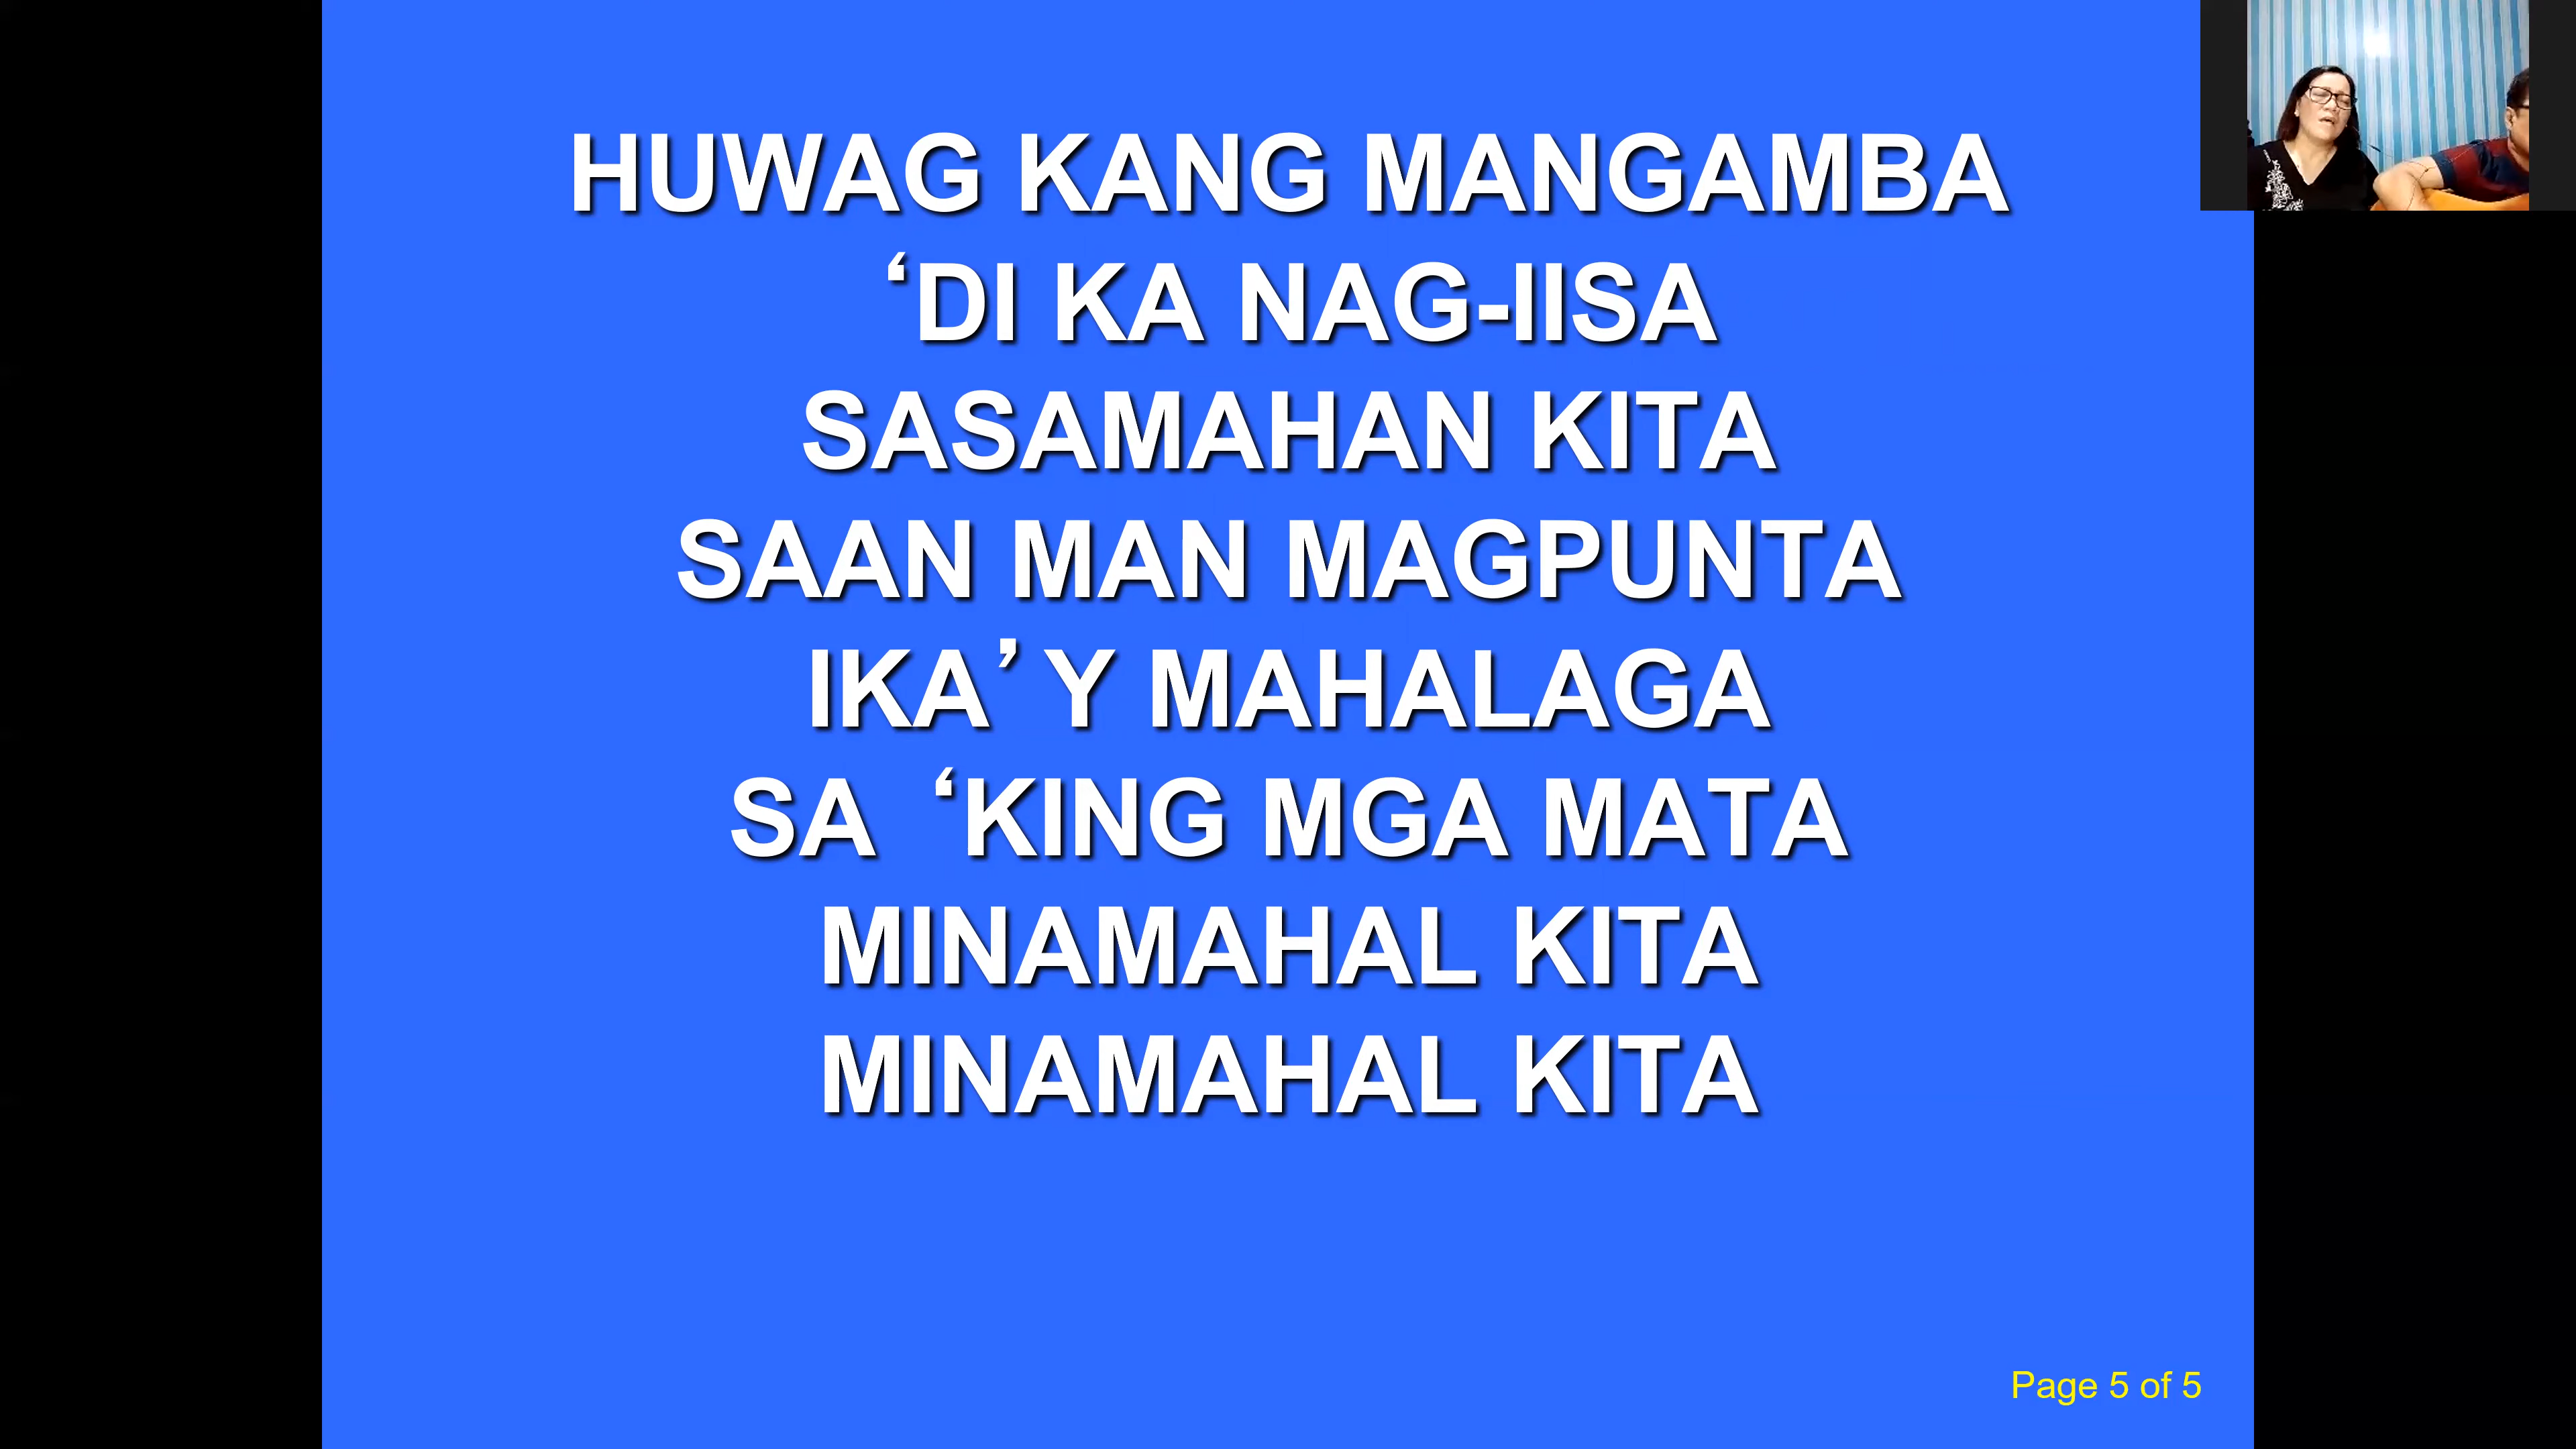 HUWAG KANG MANGAMBA
‘DI KA NAG-IISA
SASAMAHAN KITA
SAAN MAN MAGPUNTA
IKA’ Y MAHALAGA
SA ‘KING MGA MATA
MINAMAHAL KITA
MINAMAHAL KITA
Page 5 of 5